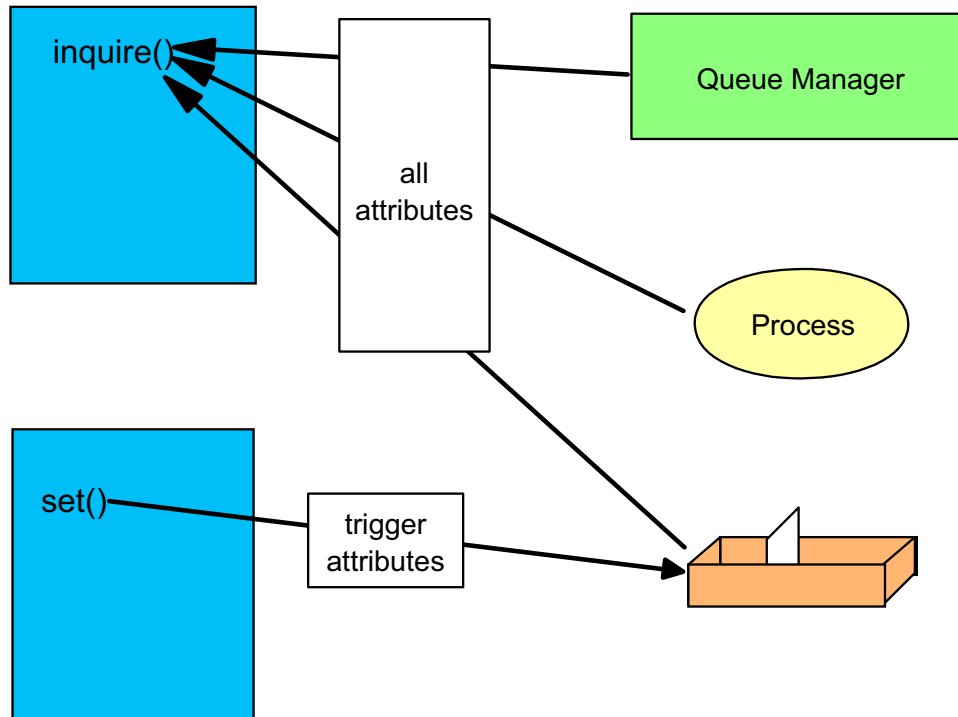 inquire()
Queue Manager
all
attributes
Process
set()
trigger
attributes